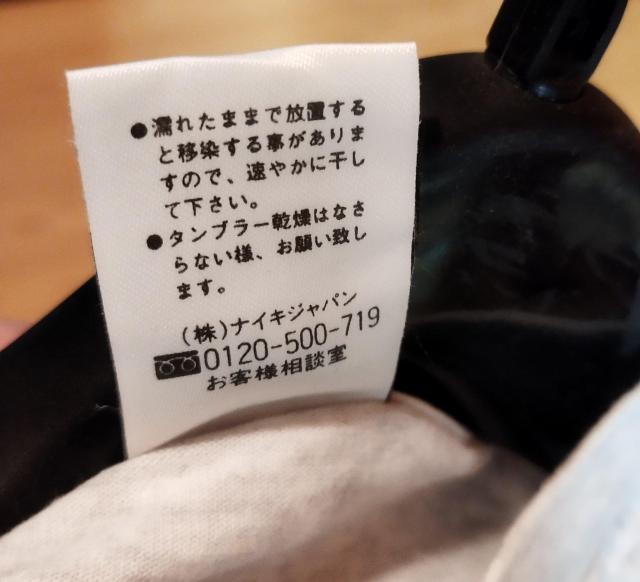 ●濡れたままで放置する
と移染する事がありま
すので、速やかに干し
て下さい。
●タンブラー乾燥はなさ
らない様、お願い致し
ます。
(株)ナイキジャパン
0120-500-719
お客様相談室